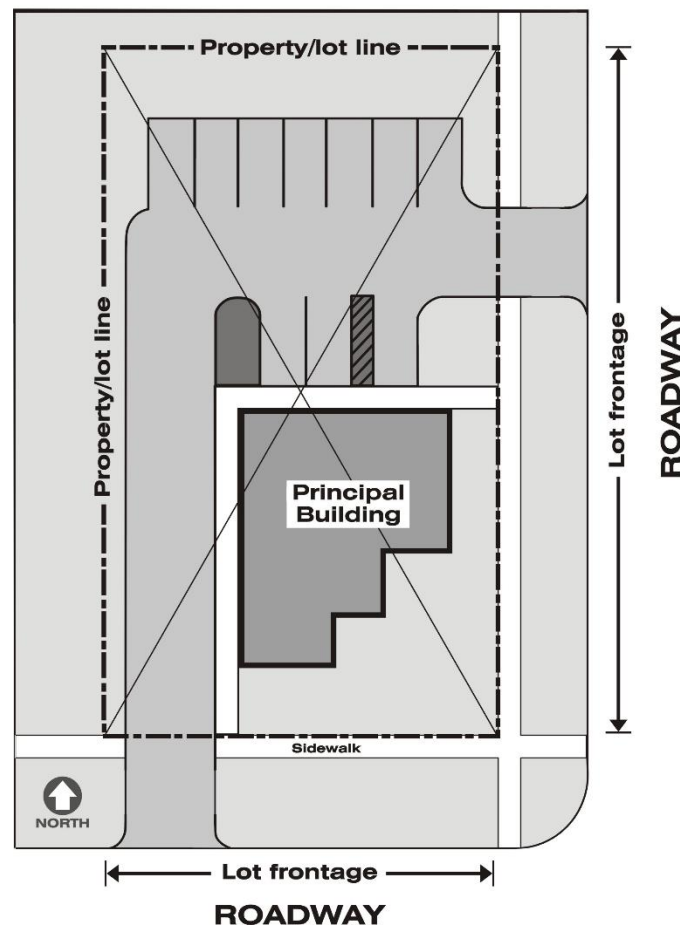 Property/lot line
Property/lot line
Lot frontage
ROADWAY
Principal
Building
Sidewalk
NORTH
Lot frontage
ROADWAY